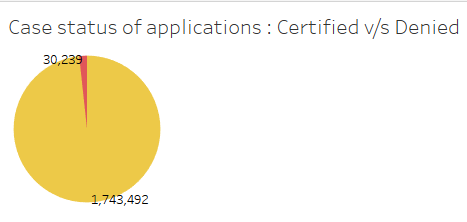 Case status of applications : Certified v/s Denied
30,239
1,743,492